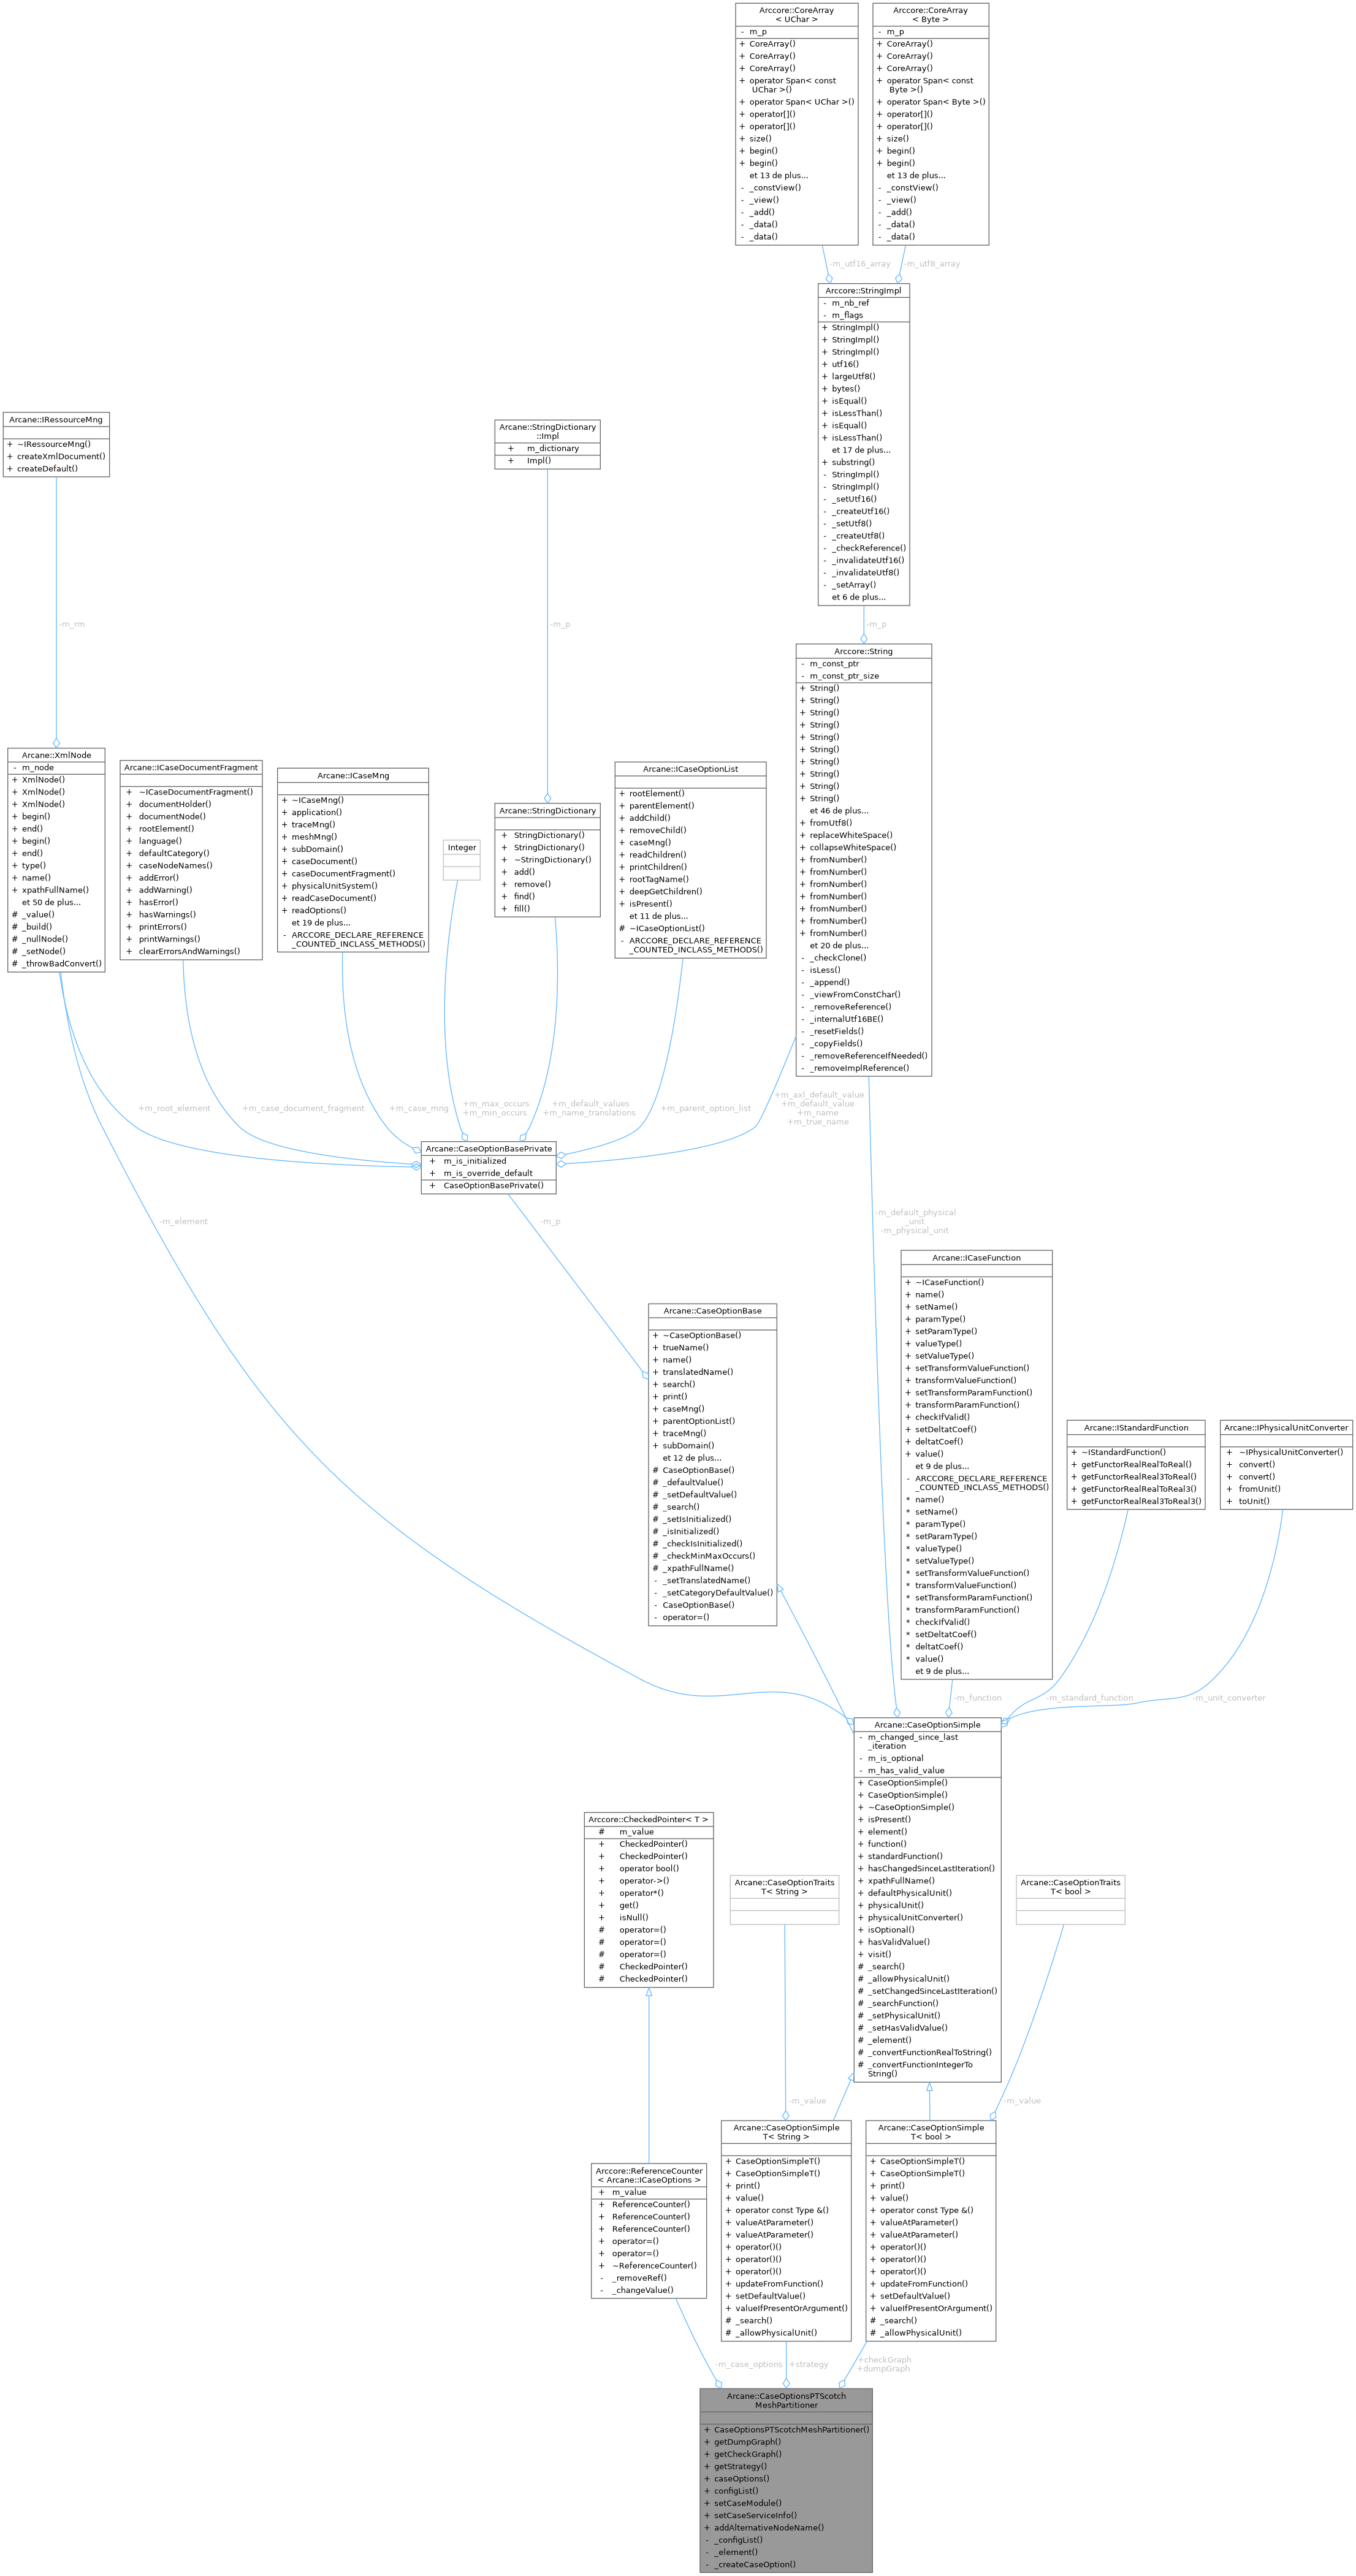 Arccore::CoreArray
< UChar >
- m_p
+ CoreArray()
+ CoreArray()
+ CoreArray()
+ operator Span< const
UChar >()
+ operator Span< UChar >()
+ operator[]()
+ operator[]()
+ size()
+ begin()
+ begin()
et 13 de plus...
- _constView()
- _view()
- _add()
- _data()
- _data()
Arccore::CoreArray
< Byte >
- m_p
+ CoreArray()
+ CoreArray()
+ CoreArray()
+ operator Span< const
Byte >()
+ operator Span< Byte >()
+ operator[]()
+ operator[]()
+ size()
+ begin()
+ begin()
et 13 de plus...
- _constView()
- _view()
- _add()
- _data()
- _data()
-m_utf16_array
-m_utf8_array
Arccore::StringImpl
- m_nb_ref
- m_flags
+ StringImpl()
+ StringImpl()
+ StringImpl()
+ utf16()
+ largeUtf8()
+ bytes()
+ isEqual()
+ isLessThan()
+ isEqual()
+ isLessThan()
et 17 de plus...
+ substring()
- StringImpl()
- StringImpl()
- _setUtf16()
- _createUtf16()
- _setUtf8()
- _createUtf8()
- _checkReference()
- _invalidateUtf16()
- _invalidateUtf8()
- _setArray()
et 6 de plus...
Arcane::IRessourceMng
+ ~IRessourceMng()
+ createXmlDocument()
+ createDefault()
Arcane::StringDictionary
::Impl
+ m_dictionary
+ Impl()
-m_rm
-m_p
-m_p
Arccore::String
- m_const_ptr
- m_const_ptr_size
+ String()
+ String()
+ String()
+ String()
+ String()
+ String()
+ String()
+ String()
+ String()
+ String()
et 46 de plus...
+ fromUtf8()
+ replaceWhiteSpace()
+ collapseWhiteSpace()
+ fromNumber()
+ fromNumber()
+ fromNumber()
+ fromNumber()
+ fromNumber()
+ fromNumber()
+ fromNumber()
et 20 de plus...
- _checkClone()
- isLess()
- _append()
- _viewFromConstChar()
- _removeReference()
- _internalUtf16BE()
- _resetFields()
- _copyFields()
- _removeReferenceIfNeeded()
- _removeImplReference()
Arcane::XmlNode
- m_node
+ XmlNode()
+ XmlNode()
+ XmlNode()
+ begin()
+ end()
+ begin()
+ end()
+ type()
+ name()
+ xpathFullName()
et 50 de plus...
# _value()
# _build()
# _nullNode()
# _setNode()
# _throwBadConvert()
Arcane::ICaseDocumentFragment
+ ~ICaseDocumentFragment()
+ documentHolder()
+ documentNode()
+ rootElement()
+ language()
+ defaultCategory()
+ caseNodeNames()
+ addError()
+ addWarning()
+ hasError()
+ hasWarnings()
+ printErrors()
+ printWarnings()
+ clearErrorsAndWarnings()
Arcane::ICaseMng
+ ~ICaseMng()
+ application()
+ traceMng()
+ meshMng()
+ subDomain()
+ caseDocument()
+ caseDocumentFragment()
+ physicalUnitSystem()
+ readCaseDocument()
+ readOptions()
et 19 de plus...
- ARCCORE_DECLARE_REFERENCE
_COUNTED_INCLASS_METHODS()
Integer
Arcane::StringDictionary
+ StringDictionary()
+ StringDictionary()
+ ~StringDictionary()
+ add()
+ remove()
+ find()
+ fill()
Arcane::ICaseOptionList
+ rootElement()
+ parentElement()
+ addChild()
+ removeChild()
+ caseMng()
+ readChildren()
+ printChildren()
+ rootTagName()
+ deepGetChildren()
+ isPresent()
et 11 de plus...
# ~ICaseOptionList()
- ARCCORE_DECLARE_REFERENCE
_COUNTED_INCLASS_METHODS()
+m_root_element
+m_case_document_fragment
+m_case_mng
+m_max_occurs
+m_min_occurs
+m_default_values
+m_name_translations
+m_parent_option_list
+m_axl_default_value
+m_default_value
+m_name
+m_true_name
Arcane::CaseOptionBasePrivate
+ m_is_initialized
+ m_is_override_default
+ CaseOptionBasePrivate()
-m_element
-m_p
-m_default_physical
_unit
-m_physical_unit
Arcane::CaseOptionBase
+ ~CaseOptionBase()
+ trueName()
+ name()
+ translatedName()
+ search()
+ print()
+ caseMng()
+ parentOptionList()
+ traceMng()
+ subDomain()
et 12 de plus...
# CaseOptionBase()
# _defaultValue()
# _setDefaultValue()
# _search()
# _setIsInitialized()
# _isInitialized()
# _checkIsInitialized()
# _checkMinMaxOccurs()
# _xpathFullName()
- _setTranslatedName()
- _setCategoryDefaultValue()
- CaseOptionBase()
- operator=()
Arcane::ICaseFunction
+ ~ICaseFunction()
+ name()
+ setName()
+ paramType()
+ setParamType()
+ valueType()
+ setValueType()
+ setTransformValueFunction()
+ transformValueFunction()
+ setTransformParamFunction()
+ transformParamFunction()
+ checkIfValid()
+ setDeltatCoef()
+ deltatCoef()
+ value()
et 9 de plus...
- ARCCORE_DECLARE_REFERENCE
_COUNTED_INCLASS_METHODS()
* name()
* setName()
* paramType()
* setParamType()
* valueType()
* setValueType()
* setTransformValueFunction()
* transformValueFunction()
* setTransformParamFunction()
* transformParamFunction()
* checkIfValid()
* setDeltatCoef()
* deltatCoef()
* value()
et 9 de plus...
Arcane::IStandardFunction
+ ~IStandardFunction()
+ getFunctorRealRealToReal()
+ getFunctorRealReal3ToReal()
+ getFunctorRealRealToReal3()
+ getFunctorRealReal3ToReal3()
Arcane::IPhysicalUnitConverter
+ ~IPhysicalUnitConverter()
+ convert()
+ convert()
+ fromUnit()
+ toUnit()
-m_function
-m_standard_function
-m_unit_converter
Arcane::CaseOptionSimple
- m_changed_since_last
_iteration
- m_is_optional
- m_has_valid_value
+ CaseOptionSimple()
+ CaseOptionSimple()
+ ~CaseOptionSimple()
+ isPresent()
+ element()
+ function()
+ standardFunction()
+ hasChangedSinceLastIteration()
+ xpathFullName()
+ defaultPhysicalUnit()
+ physicalUnit()
+ physicalUnitConverter()
+ isOptional()
+ hasValidValue()
+ visit()
# _search()
# _allowPhysicalUnit()
# _setChangedSinceLastIteration()
# _searchFunction()
# _setPhysicalUnit()
# _setHasValidValue()
# _element()
# _convertFunctionRealToString()
# _convertFunctionIntegerTo
String()
Arccore::CheckedPointer< T >
# m_value
+ CheckedPointer()
+ CheckedPointer()
+ operator bool()
+ operator->()
+ operator*()
+ get()
+ isNull()
# operator=()
# operator=()
# operator=()
# CheckedPointer()
# CheckedPointer()
Arcane::CaseOptionTraits
T< String >
Arcane::CaseOptionTraits
T< bool >
-m_value
-m_value
Arccore::ReferenceCounter
< Arcane::ICaseOptions >
+ m_value
+ ReferenceCounter()
+ ReferenceCounter()
+ ReferenceCounter()
+ operator=()
+ operator=()
+ ~ReferenceCounter()
- _removeRef()
- _changeValue()
Arcane::CaseOptionSimple
T< String >
+ CaseOptionSimpleT()
+ CaseOptionSimpleT()
+ print()
+ value()
+ operator const Type &()
+ valueAtParameter()
+ valueAtParameter()
+ operator()()
+ operator()()
+ operator()()
+ updateFromFunction()
+ setDefaultValue()
+ valueIfPresentOrArgument()
# _search()
# _allowPhysicalUnit()
Arcane::CaseOptionSimple
T< bool >
+ CaseOptionSimpleT()
+ CaseOptionSimpleT()
+ print()
+ value()
+ operator const Type &()
+ valueAtParameter()
+ valueAtParameter()
+ operator()()
+ operator()()
+ operator()()
+ updateFromFunction()
+ setDefaultValue()
+ valueIfPresentOrArgument()
# _search()
# _allowPhysicalUnit()
-m_case_options
+strategy
+checkGraph
+dumpGraph
Arcane::CaseOptionsPTScotch
MeshPartitioner
+ CaseOptionsPTScotchMeshPartitioner()
+ getDumpGraph()
+ getCheckGraph()
+ getStrategy()
+ caseOptions()
+ configList()
+ setCaseModule()
+ setCaseServiceInfo()
+ addAlternativeNodeName()
- _configList()
- _element()
- _createCaseOption()